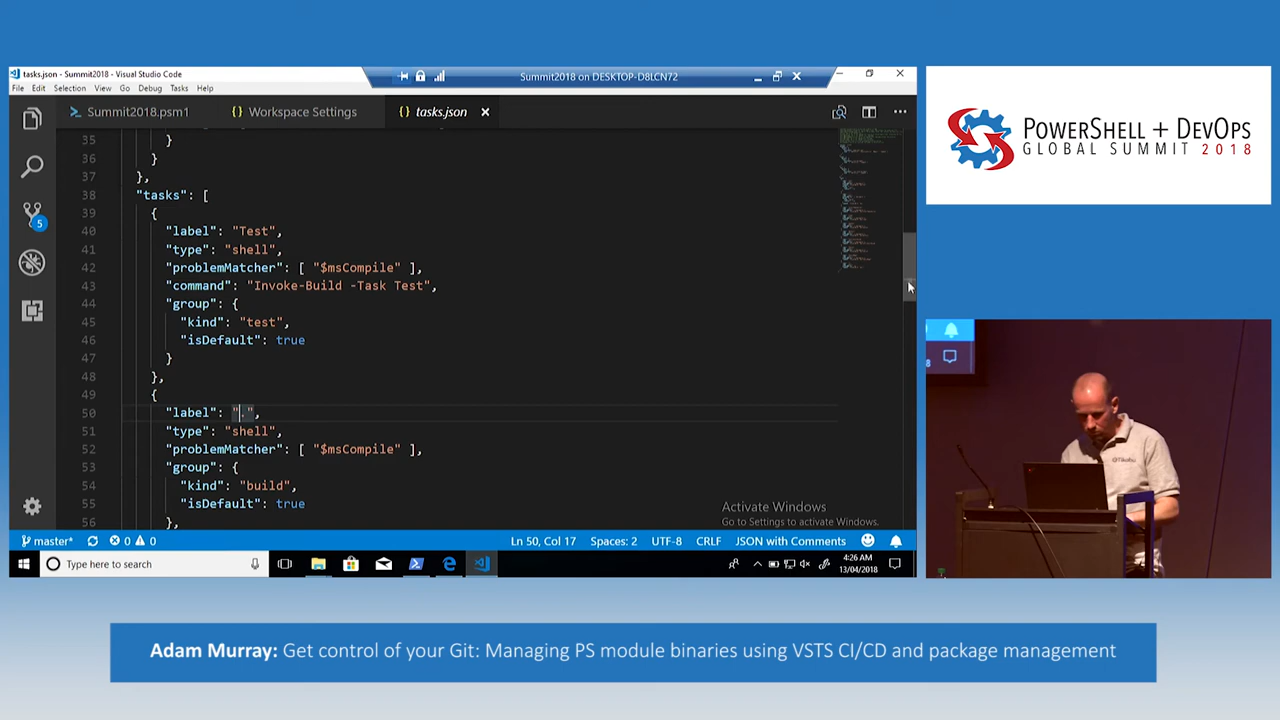 tasks.json - Summit2018 - Visual Studio Code
Summit2018 on DESKTOP-D8LCN72
File Edit Selection View Go Debug Tasks Help
Summit2018.psm1
{ } Workspace Settings
{ } tasks.json
35 }
36 }
37 },
38 "tasks": [
39 {
40 "label": "Test",
41 "type": "shell",
42 "problemMatcher": [ "$msCompile" ],
43 "command": "Invoke-Build -Task Test",
44 "group": {
45 "kind": "test",
46 "isDefault": true
47 }
48 },
49 {
50 "label": ".",
51 "type": "shell",
52 "problemMatcher": [ "$msCompile" ],
53 "group": {
54 "kind": "build",
55 "isDefault": true
56 },
5
Activate Windows
Go to Settings to activate Windows.
master* 0 0 Ln 50, Col 17 Spaces: 2 UTF-8 CRLF JSON with Comments
Type here to search
4:26 AM
13/04/2018
POWERSHELL + DEVOPS
GLOBAL SUMMIT 2018
@Tikabu
Adam Murray: Get control of your Git: Managing PS module binaries using VSTS CI/CD and package management